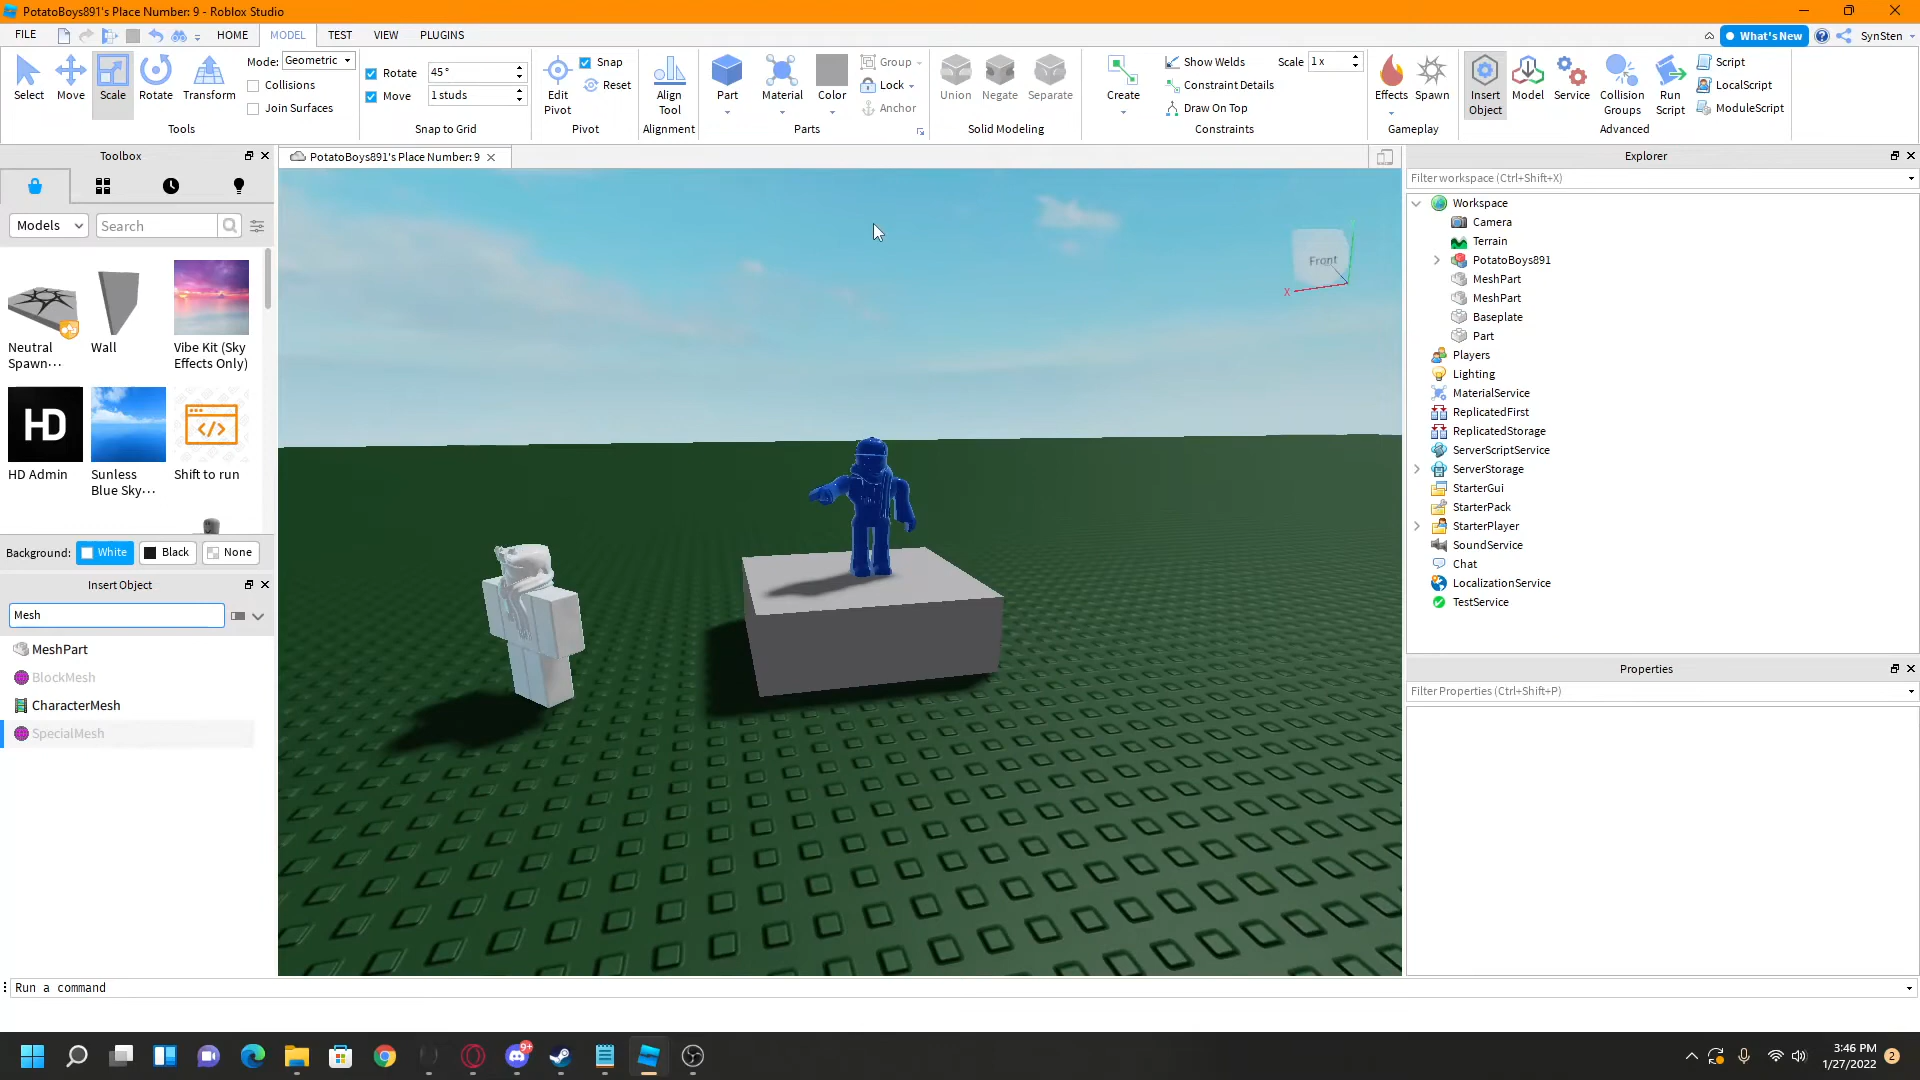 PotatoBoys891's Place Number: 9 - Roblox Studio
FILE HOME MODEL TEST VIEW PLUGINS What's New SynSten
Select Move Scale Rotate Transform
Mode: Geometric
Collisions
Join Surfaces
Tools
Rotate 45°
Move 1 studs
Snap to Grid
Edit Pivot
Snap
Reset
Pivot
Align Tool
Alignment
Part Material Color
Group
Lock
Anchor
Parts
Union Negate Separate
Solid Modeling
Create
Show Welds Scale 1 x
Constraint Details
Draw On Top
Constraints
Effects Spawn
Gameplay
Insert Object
Model
Service
Collision Groups
Run Script
Script
LocalScript
ModuleScript
Advanced
Toolbox
Models Search
Neutral Spawn...
Wall
Vibe Kit (Sky Effects Only)
HD
HD Admin
Sunless Blue Sky...
Shift to run
Background: White Black None
Insert Object
Mesh
MeshPart
BlockMesh
CharacterMesh
SpecialMesh
PotatoBoys891's Place Number: 9
Front
X
Explorer
Filter workspace (Ctrl+Shift+X)
Workspace
Camera
Terrain
PotatoBoys891
MeshPart
MeshPart
Baseplate
Part
Players
Lighting
MaterialService
ReplicatedFirst
ReplicatedStorage
ServerScriptService
ServerStorage
StarterGui
StarterPack
StarterPlayer
SoundService
Chat
LocalizationService
TestService
Properties
Filter Properties (Ctrl+Shift+P)
Run a command
9+
3:46 PM
1/27/2022
2